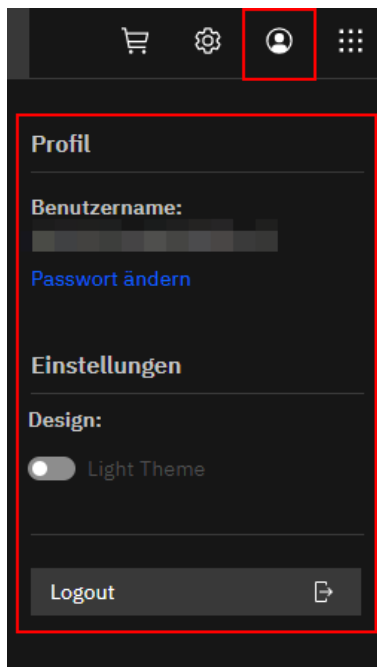 Profil
Benutzername:
Passwort ändern
Einstellungen
Design:
Light Theme
Logout